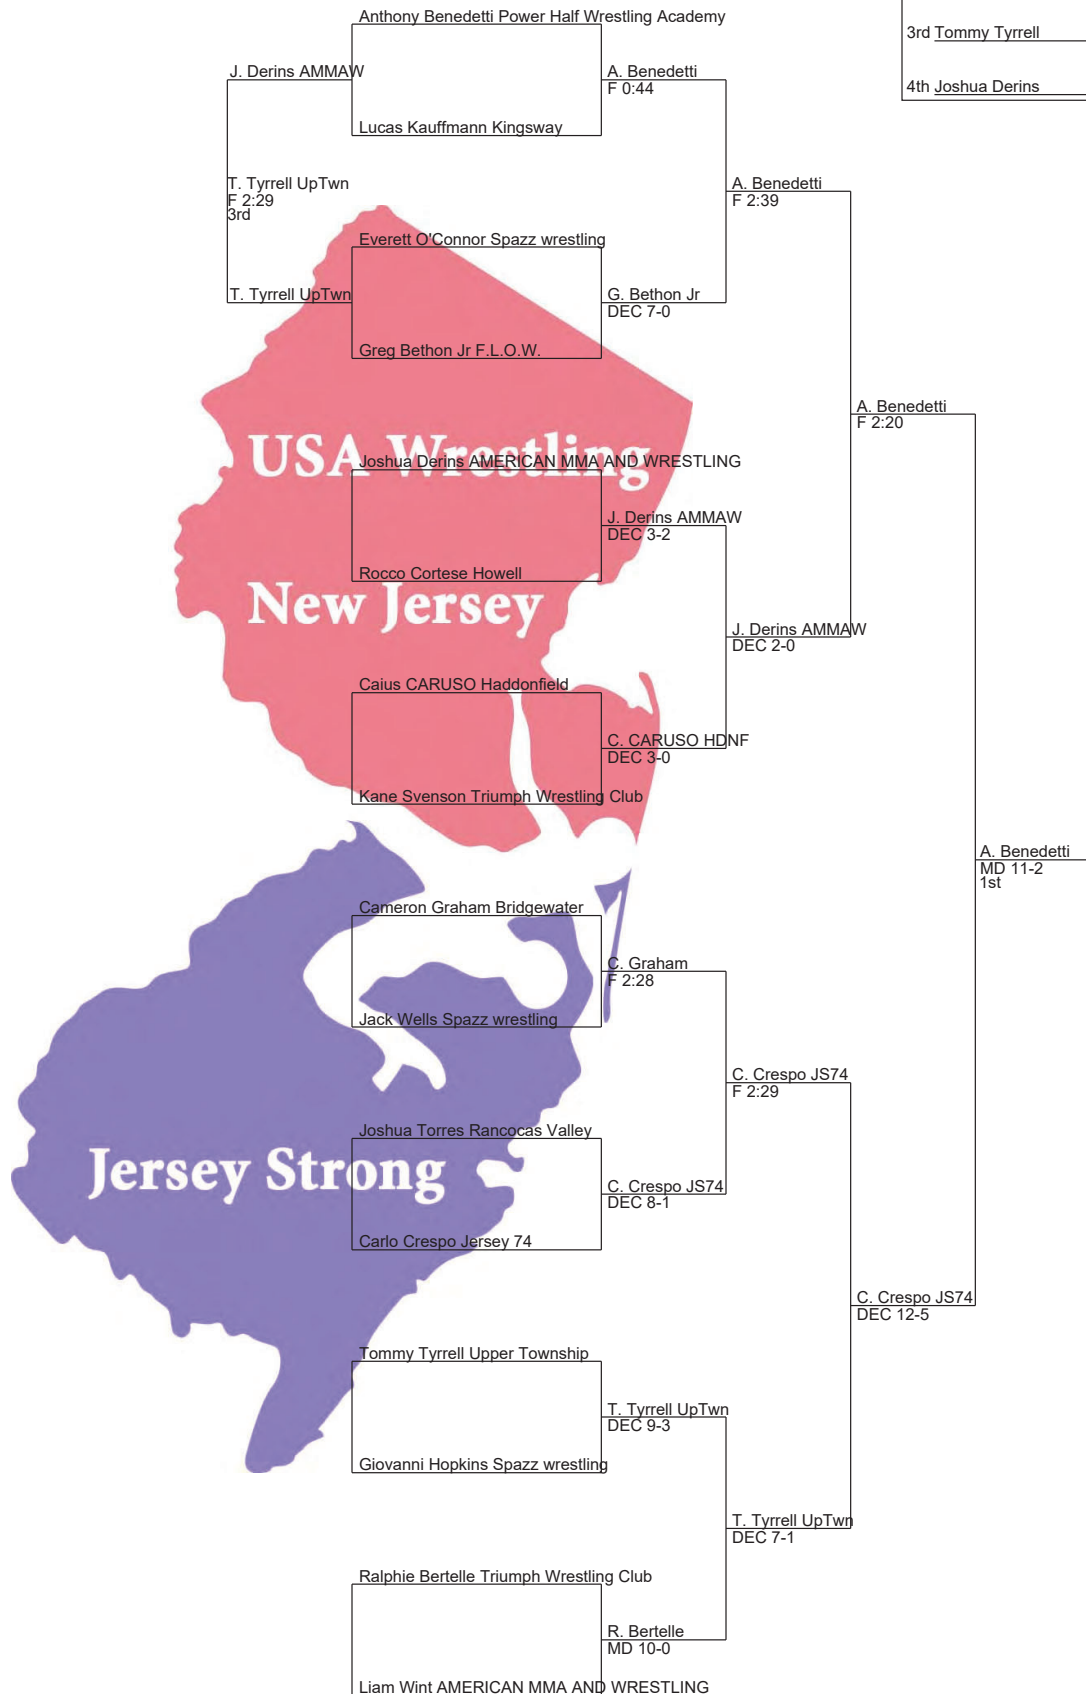 Anthony Benedetti Power Half Wrestling Academy
3rd Tommy Tyrrell
J. Derins AMMAW
A. Benedetti
F 0:44
4th Joshua Derins
Lucas Kauffmann Kingsway
T. Tyrrell UpTwn
F 2:29
3rd
A. Benedetti
F 2:39
Everett O'Connor Spazz wrestling
T. Tyrrell UpTwn
G. Bethon Jr
DEC 7-0
Greg Bethon Jr F.L.O.W.
A. Benedetti
F 2:20
USA Wrestling
Joshua Derins AMERICAN MMA AND WRESTLING
J. Derins AMMAW
DEC 3-2
Rocco Cortese Howell
New Jersey
J. Derins AMMAW
DEC 2-0
Caius CARUSO Haddonfield
C. CARUSO HDNF
DEC 3-0
Kane Svenson Triumph Wrestling Club
A. Benedetti
MD 11-2
1st
Cameron Graham Bridgewater
C. Graham
F 2:28
Jack Wells Spazz wrestling
C. Crespo JS74
F 2:29
Joshua Torres Rancocas Valley
Jersey Strong
C. Crespo JS74
DEC 8-1
Carlo Crespo Jersey 74
C. Crespo JS74
DEC 12-5
Tommy Tyrrell Upper Township
T. Tyrrell UpTwn
DEC 9-3
Giovanni Hopkins Spazz wrestling
T. Tyrrell UpTwn
DEC 7-1
Ralphie Bertelle Triumph Wrestling Club
R. Bertelle
MD 10-0
Liam Wint AMERICAN MMA AND WRESTLING